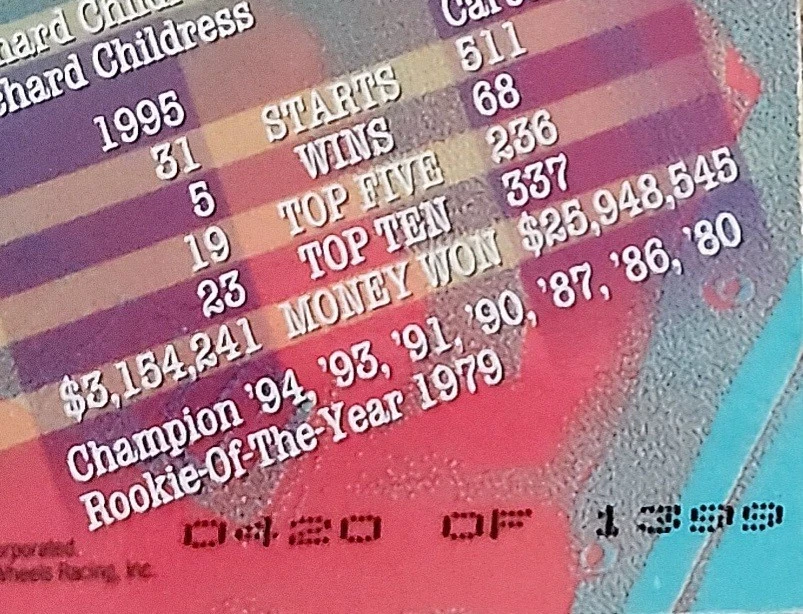 hard Childress
1995 Care
31 STARTS 511
5 WINS 68
19 TOP FIVE 236
23 TOP TEN 337
$3,154,241 MONEY WON $25,948,545
Champion '94, '93, '91, '90, '87, '86, '80
Rookie-Of-The-Year 1979
0420 OF 1399
orporated.
Wheels Racing, Inc.